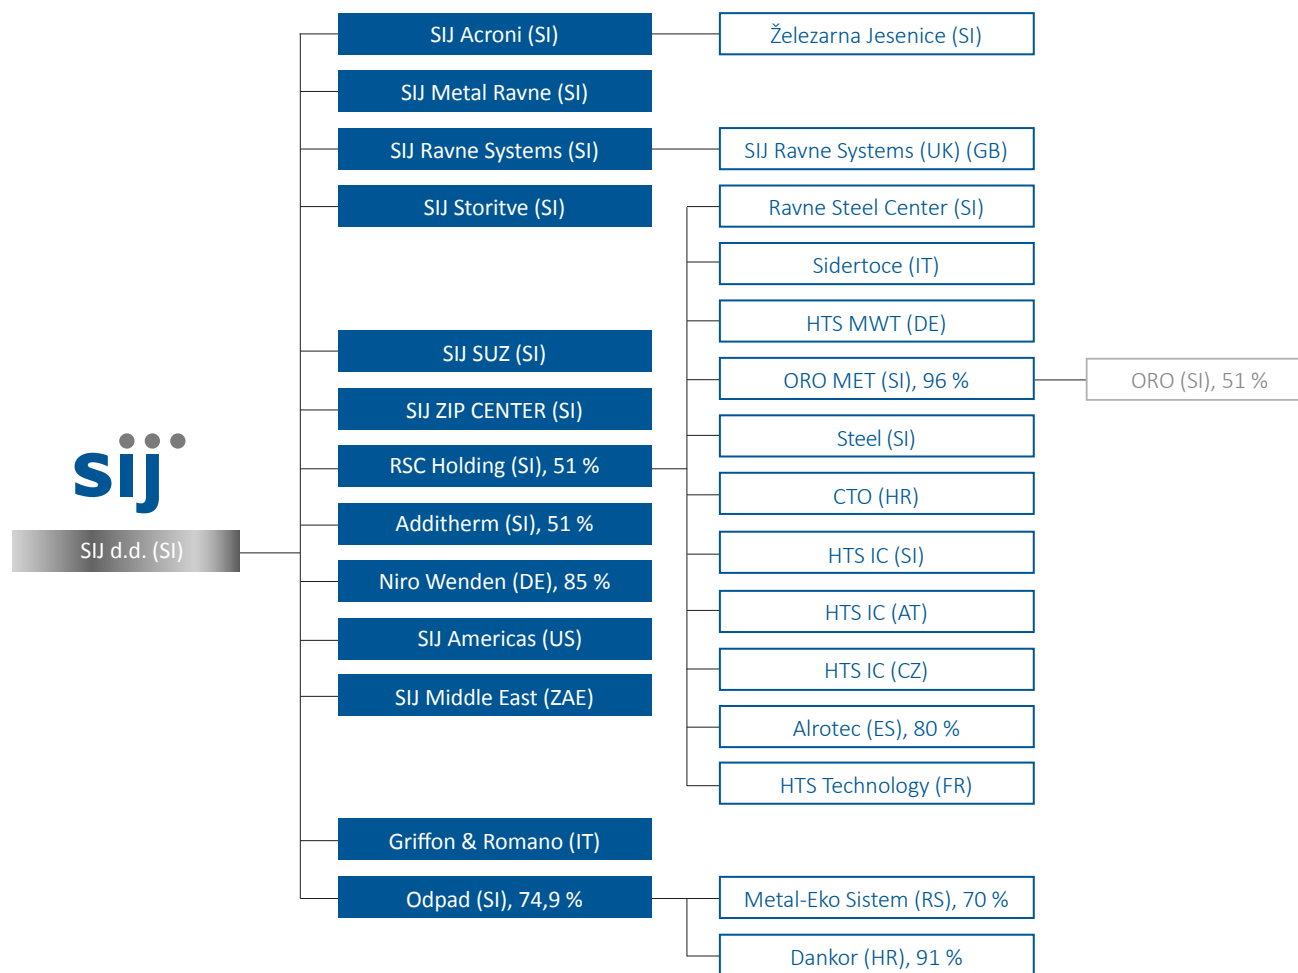 SIJ Acroni (SI)
Železarna Jesenice (SI)
SIJ Metal Ravne (SI)
SIJ Ravne Systems (SI)
SIJ Ravne Systems (UK) (GB)
SIJ Storitve (SI)
Ravne Steel Center (SI)
Sidertoce (IT)
HTS MWT (DE)
SIJ SUZ (SI)
ORO MET (SI), 96 %
ORO (SI), 51 %
SIJ ZIP CENTER (SI)
Steel (SI)
sij
RSC Holding (SI), 51 %
CTO (HR)
Additherm (SI), 51 %
SIJ d.d. (SI)
HTS IC (SI)
Niro Wenden (DE), 85 %
HTS IC (AT)
SIJ Americas (US)
HTS IC (CZ)
SIJ Middle East (ZAE)
Alrotec (ES), 80 %
HTS Technology (FR)
Griffon & Romano (IT)
Odpad (SI), 74,9 %
Metal-Eko Sistem (RS), 70 %
Dankor (HR), 91 %